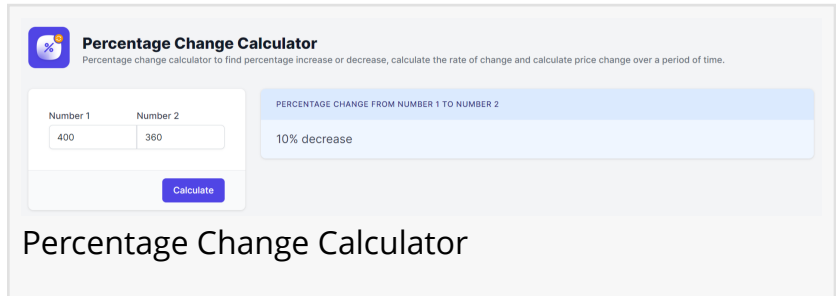 Percentage Change Calculator
Percentage change calculator to find percentage increase or decrease, calculate the rate of change and calculate price change over a period of time.
Number 1 Number 2
400 360
Calculate
PERCENTAGE CHANGE FROM NUMBER 1 TO NUMBER 2
10% decrease
Percentage Change Calculator